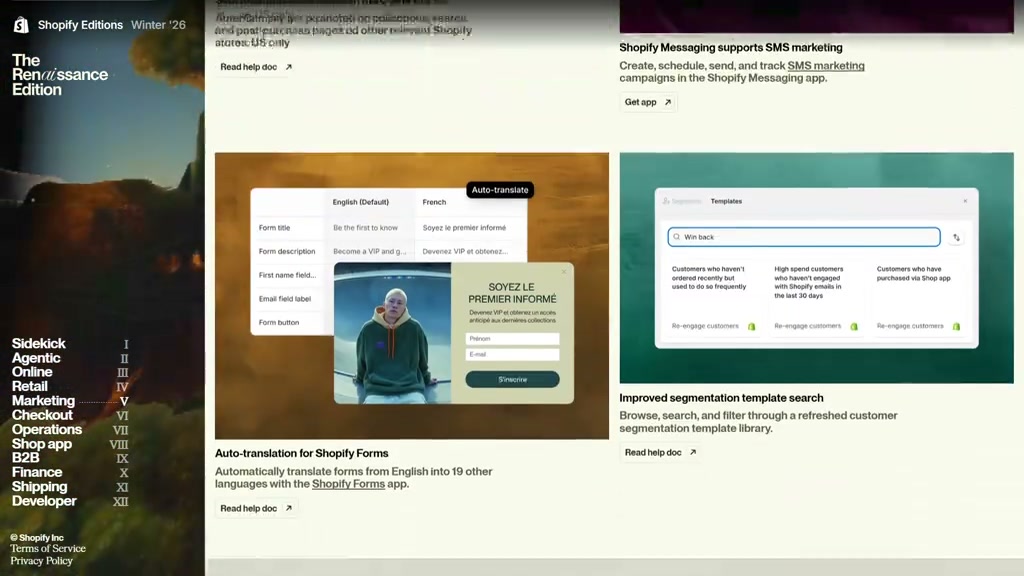 Shopify Editions Winter '26
The
Renaissance
Edition
Sidekick I
Agentic II
Online III
Retail IV
Marketing V
Checkout VI
Operations VII
Shop app VIII
B2B IX
Finance X
Shipping XI
Developer XII
© Shopify Inc
Terms of Service
Privacy Policy
stores. US only
Read help doc
Shopify Messaging supports SMS marketing
Create, schedule, send, and track SMS marketing
campaigns in the Shopify Messaging app.
Get app
Auto-translate
English (Default) French
Form title Be the first to know Soyez le premier informé
Form description Become a VIP and g... Devenez VIP et obtenez...
First name field...
Email field label
Form button
SOYEZ LE
PREMIER INFORMÉ
Devenez VIP et obtenez un accès
anticipé aux dernières collections
Prénom
E-mail
S'inscrire
Auto-translation for Shopify Forms
Automatically translate forms from English into 19 other
languages with the Shopify Forms app.
Read help doc
Segments Templates
Win back
Customers who haven't
ordered recently but
used to do so frequently
Re-engage customers
High spend customers
who haven't engaged
with Shopify emails in
the last 30 days
Re-engage customers
Customers who have
purchased via Shop app
Re-engage customers
Improved segmentation template search
Browse, search, and filter through a refreshed customer
segmentation template library.
Read help doc